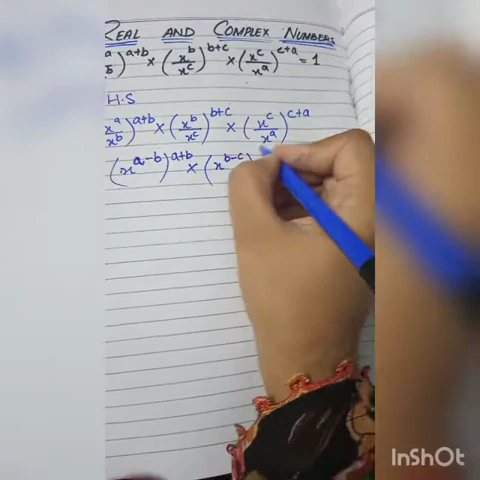 REAL AND COMPLEX NUMBERS
(x^a/x^b)^{a+b} × (x^b/x^c)^{b+c} × (x^c/x^a)^{c+a} = 1
H.S
(x^a/x^b)^{a+b} × (x^b/x^c)^{b+c} × (x^c/x^a)^{c+a}
(x^{a-b})^{a+b} × (x^{b-c})
InShOt